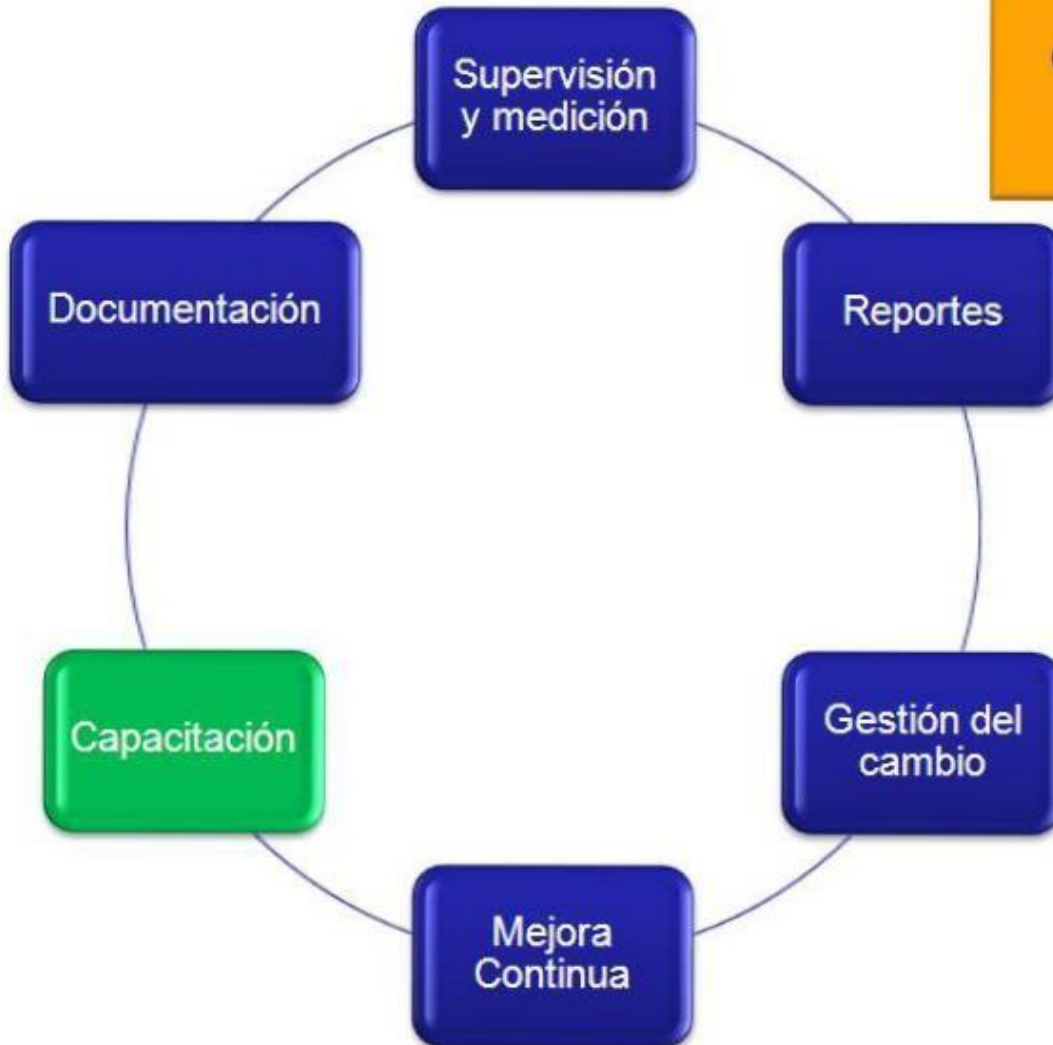 Supervisión
y medición
Documentación
Reportes
Capacitación
Gestión del
cambio
Mejora
Continua